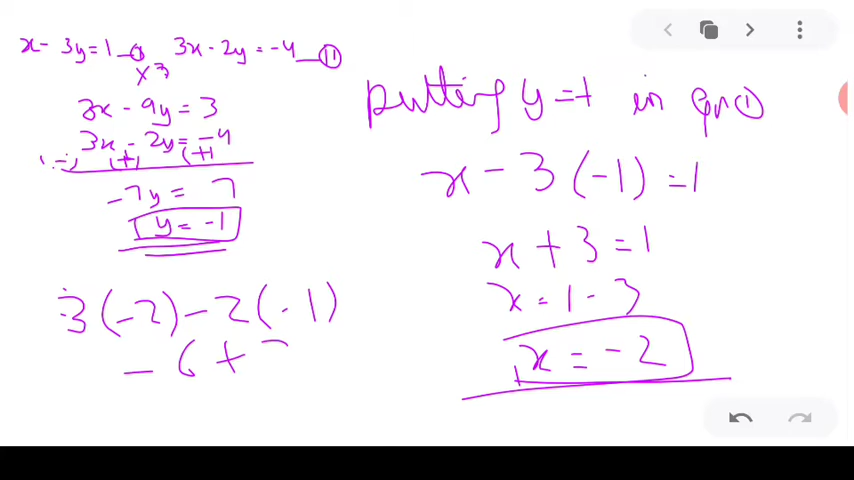 x - 3y = 1 — ① 3x - 2y = -4 — ⑪
x 3
3x - 9y = 3
3x - 2y = -4
(-) (+) (+)
-7y = 7
y = -1
3(-2) - 2(-1)
- 6 + 2
putting y = -1 in eqn ①
x - 3(-1) = 1
x + 3 = 1
x = 1 - 3
x = -2